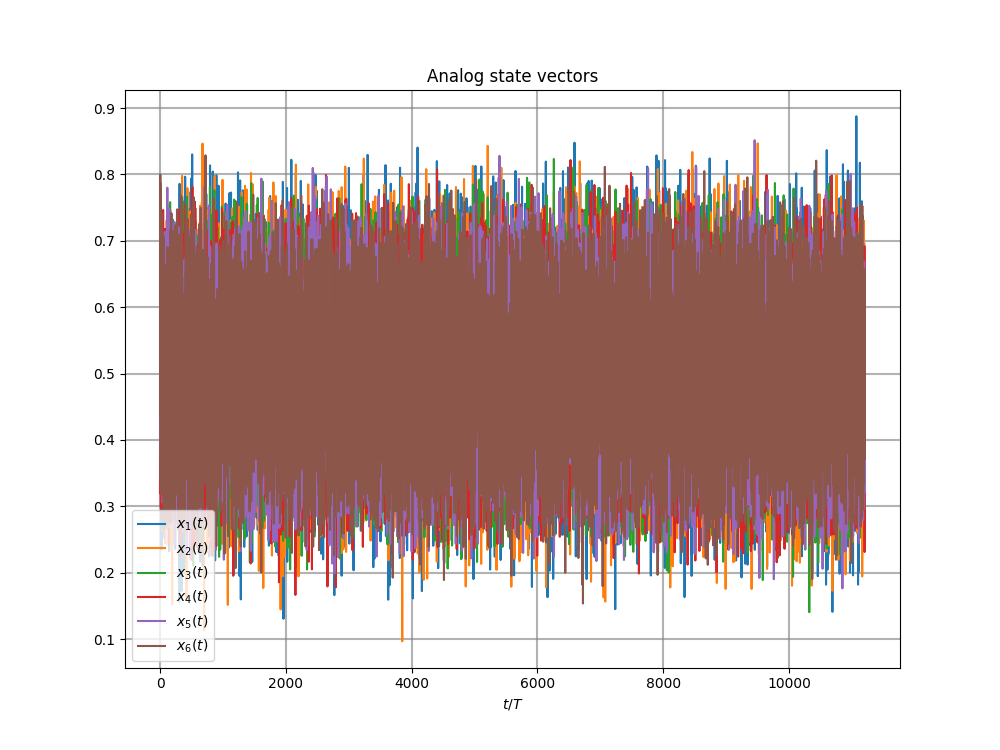 Analog state vectors
0.9
0.8
0.7
0.6
0.5
0.4
0.3
0.2
0.1
x₁(t)
x₂(t)
x₃(t)
x₄(t)
x₅(t)
x₆(t)
0 2000 4000 6000 8000 10000
t/T